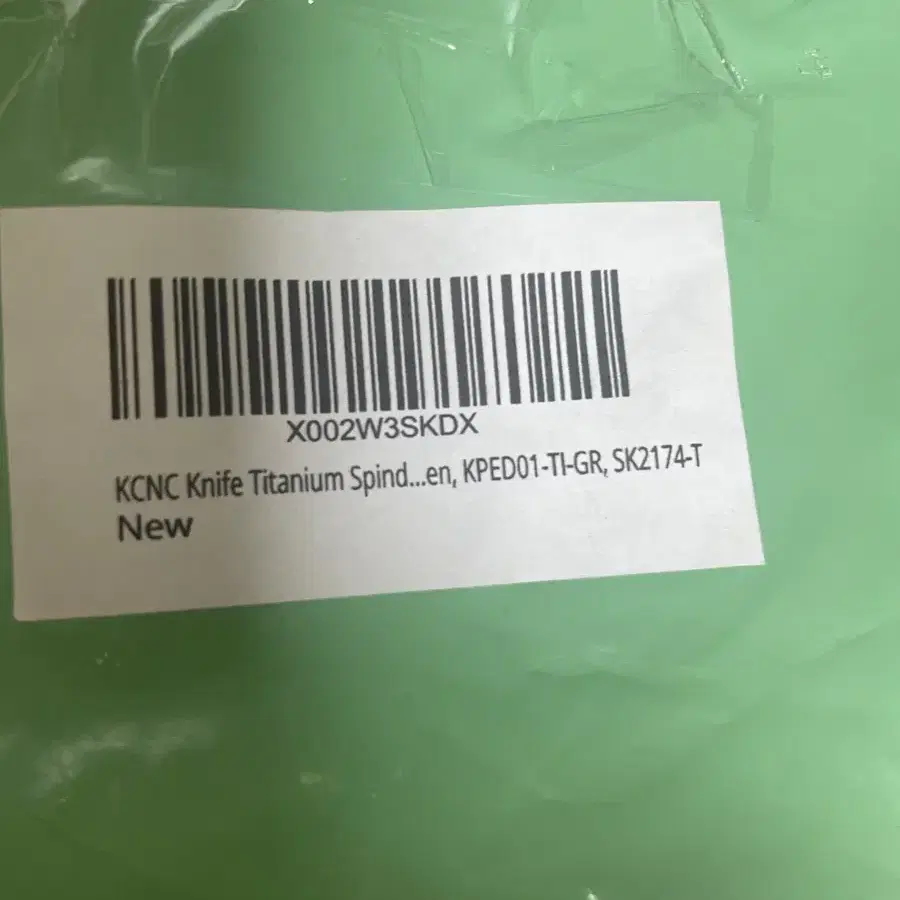 X002W3SKDX
KCNC Knife Titanium Spind...en, KPED01-TI-GR, SK2174-T
New